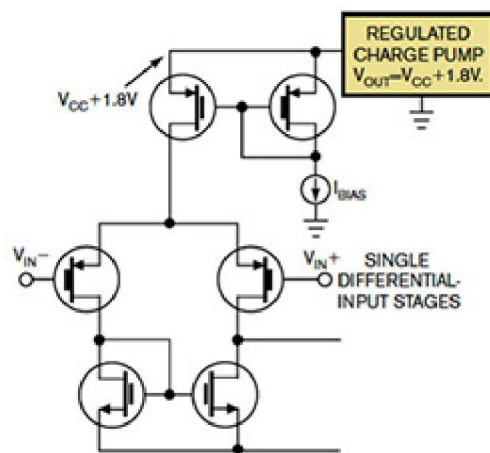 REGULATED
CHARGE PUMP
VOUT=VCC+1.8V.
VCC+1.8V
IBIAS
VIN−
VIN+
SINGLE
DIFFERENTIAL-
INPUT STAGES